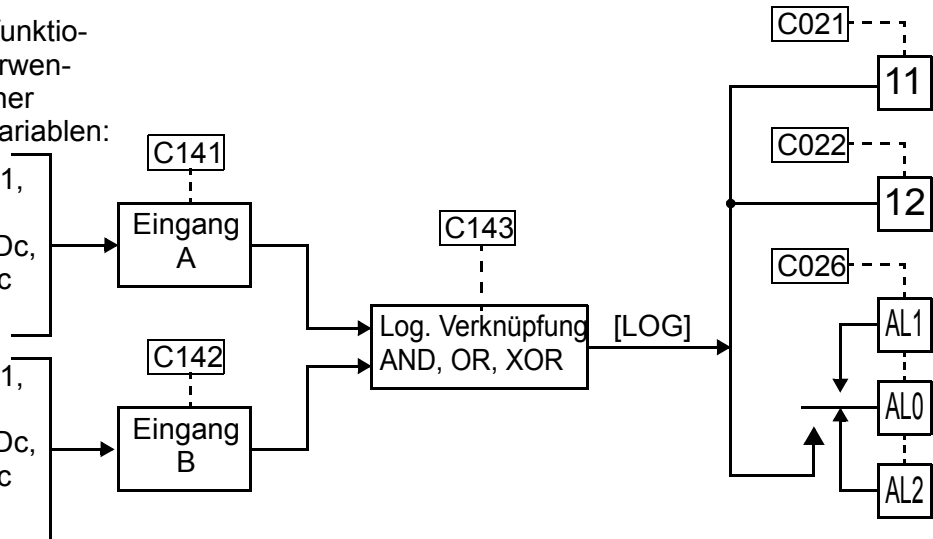 funktio-
rwen-
ner
ariablen:
1,
Dc,
c
1,
Dc,
c
C141
Eingang
A
C142
Eingang
B
C143
Log. Verknüpfung
AND, OR, XOR
[LOG]
C021
11
C022
12
C026
AL1
AL0
AL2